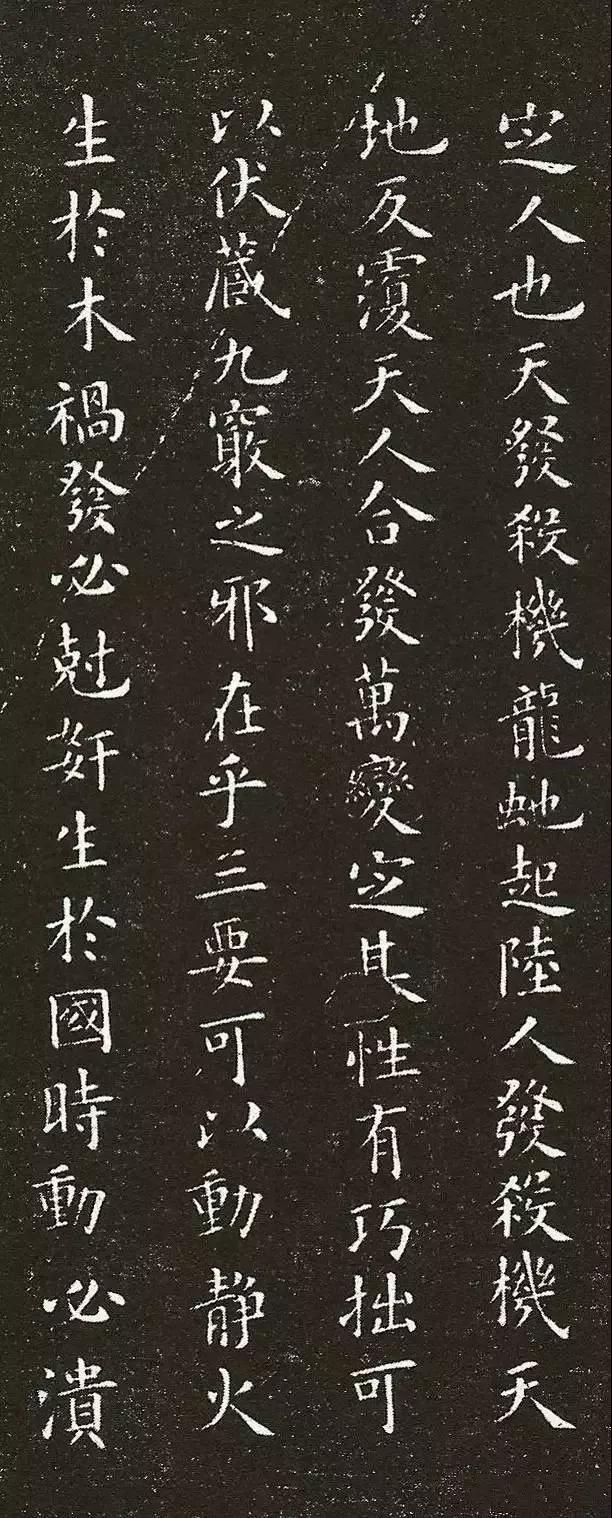 定人也天發殺機龍虵起陸人發殺機天
地反覆天人合發萬變定其性有巧拙可
以伏藏九竅之邪在乎三要可以動静火
生於木禍發必尅姧生於國時動必潰